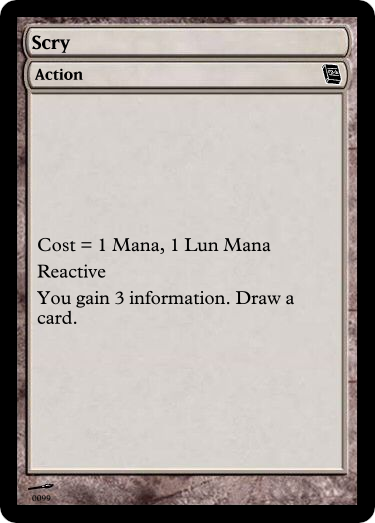 Scry
Action
Cost = 1 Mana, 1 Lun Mana
Reactive
You gain 3 information. Draw a
card.
0099